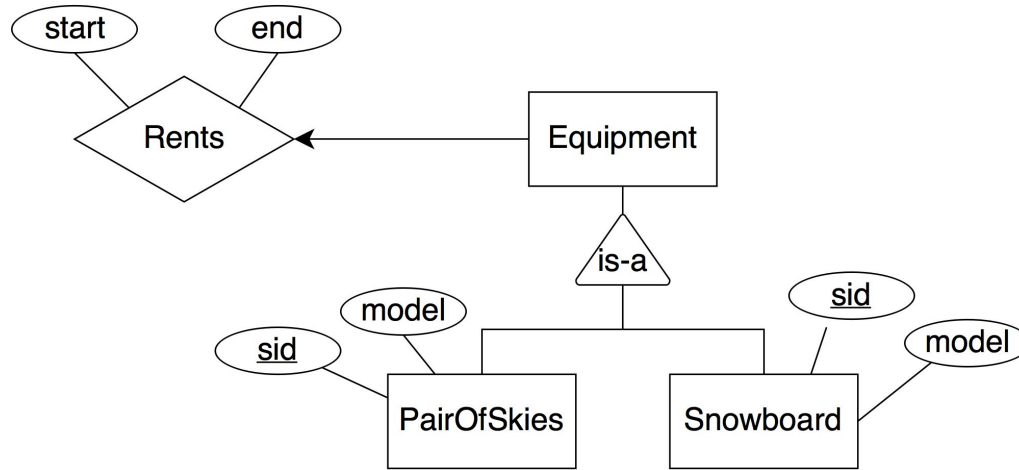 start
end
Rents
Equipment
is-a
sid
model
sid
model
PairOfSkies
Snowboard